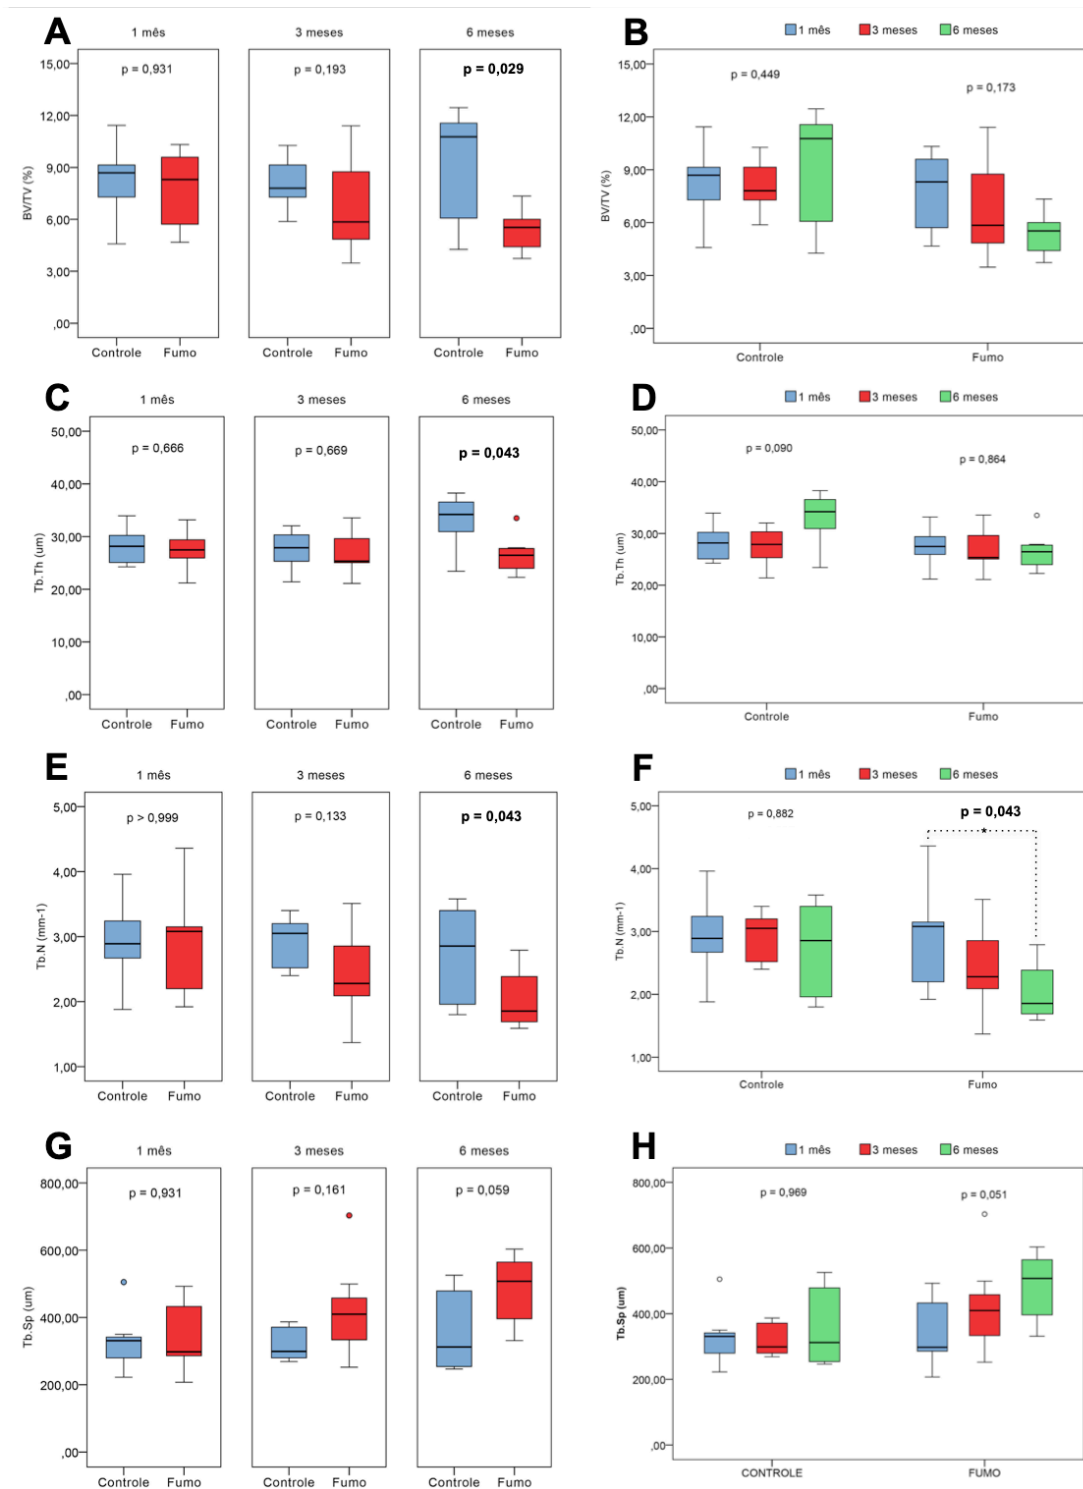 A
1 mês
3 meses
6 meses
p = 0,931
p = 0,193
p = 0,029
15,00
12,00
9,00
6,00
3,00
,00
BV/TV (%)
Controle
Fumo
Controle
Fumo
Controle
Fumo
B
1 mês
3 meses
6 meses
p = 0,449
p = 0,173
15,00
12,00
9,00
6,00
3,00
,00
BV/TV (%)
Controle
Fumo
C
1 mês
3 meses
6 meses
p = 0,666
p = 0,669
p = 0,043
50,00
40,00
30,00
20,00
10,00
,00
Tb.Th (um)
Controle
Fumo
Controle
Fumo
Controle
Fumo
D
1 mês
3 meses
6 meses
p = 0,090
p = 0,864
50,00
40,00
30,00
20,00
10,00
,00
Tb.Th (um)
Controle
Fumo
E
1 mês
3 meses
6 meses
p > 0,999
p = 0,133
p = 0,043
5,00
4,00
3,00
2,00
1,00
Tb.N (mm-1)
Controle
Fumo
Controle
Fumo
Controle
Fumo
F
1 mês
3 meses
6 meses
p = 0,882
p = 0,043
*
5,00
4,00
3,00
2,00
1,00
Tb.N (mm-1)
Controle
Fumo
G
1 mês
3 meses
6 meses
p = 0,931
p = 0,161
p = 0,059
800,00
600,00
400,00
200,00
,00
Tb.Sp (um)
Controle
Fumo
Controle
Fumo
Controle
Fumo
H
1 mês
3 meses
6 meses
p = 0,969
p = 0,051
800,00
600,00
400,00
200,00
,00
Tb.Sp (um)
CONTROLE
FUMO